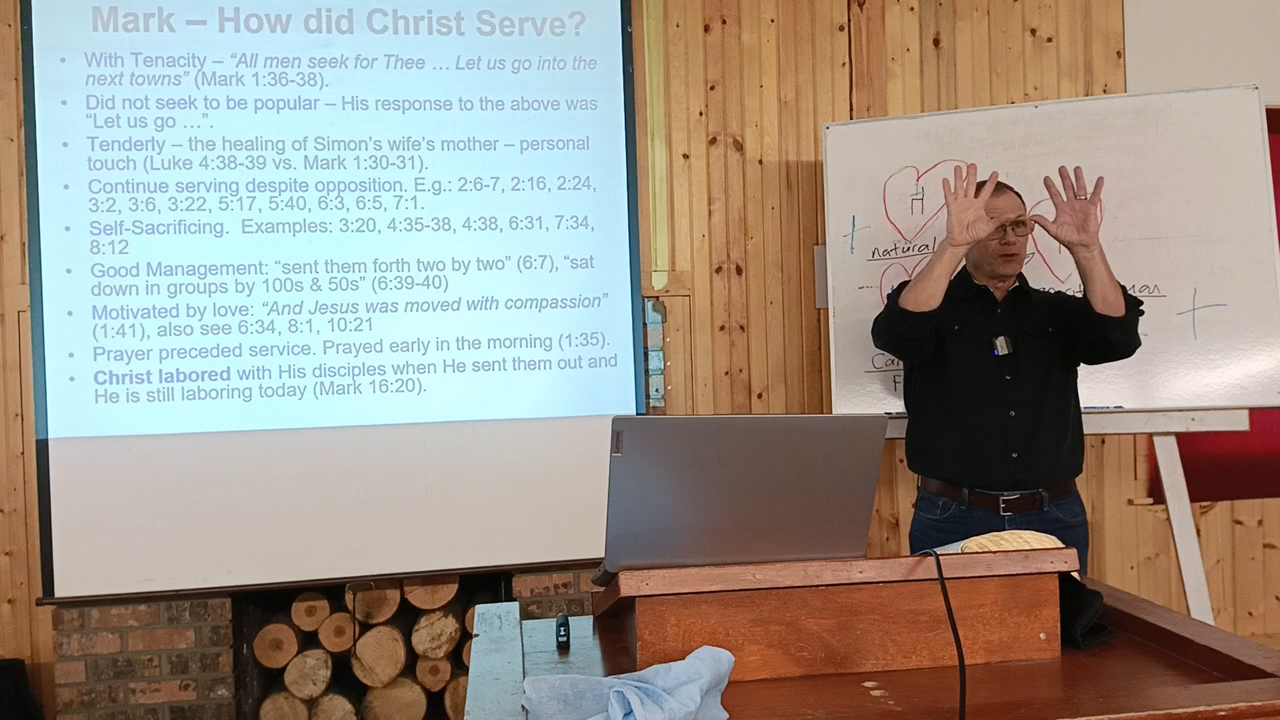 Mark – How did Christ Serve?
• With Tenacity – “All men seek for Thee … Let us go into the
next towns” (Mark 1:36-38).
• Did not seek to be popular – His response to the above was
“Let us go …”.
• Tenderly – the healing of Simon’s wife’s mother – personal
touch (Luke 4:38-39 vs. Mark 1:30-31).
• Continue serving despite opposition. E.g.: 2:6-7, 2:16, 2:24,
3:2, 3:6, 3:22, 5:17, 5:40, 6:3, 6:5, 7:1.
• Self-Sacrificing. Examples: 3:20, 4:35-38, 4:38, 6:31, 7:34,
8:12
• Good Management: “sent them forth two by two” (6:7), “sat
down in groups by 100s & 50s” (6:39-40)
• Motivated by love: “And Jesus was moved with compassion”
(1:41), also see 6:34, 8:1, 10:21
• Prayer preceded service. Prayed early in the morning (1:35).
• Christ labored with His disciples when He sent them out and
He is still laboring today (Mark 16:20).
natural
Lenovo